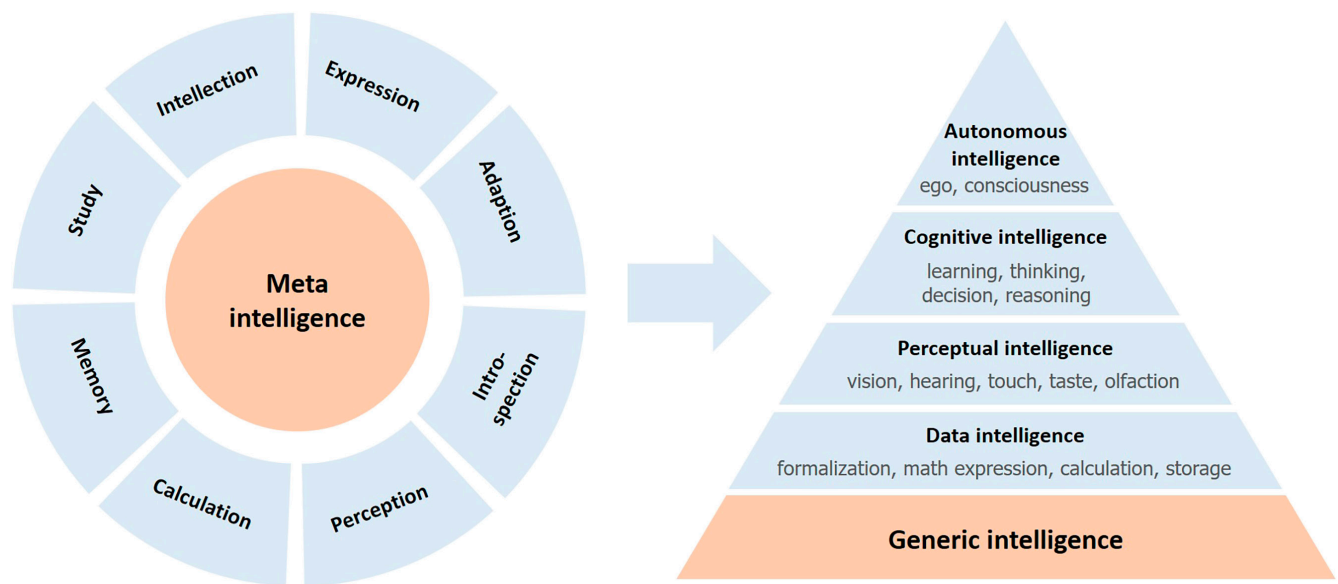 Intellection
Expression
Adaption
Intro-
spection
Perception
Calculation
Memory
Study
Meta
intelligence
Autonomous
intelligence
ego, consciousness
Cognitive intelligence
learning, thinking,
decision, reasoning
Perceptual intelligence
vision, hearing, touch, taste, olfaction
Data intelligence
formalization, math expression, calculation, storage
Generic intelligence